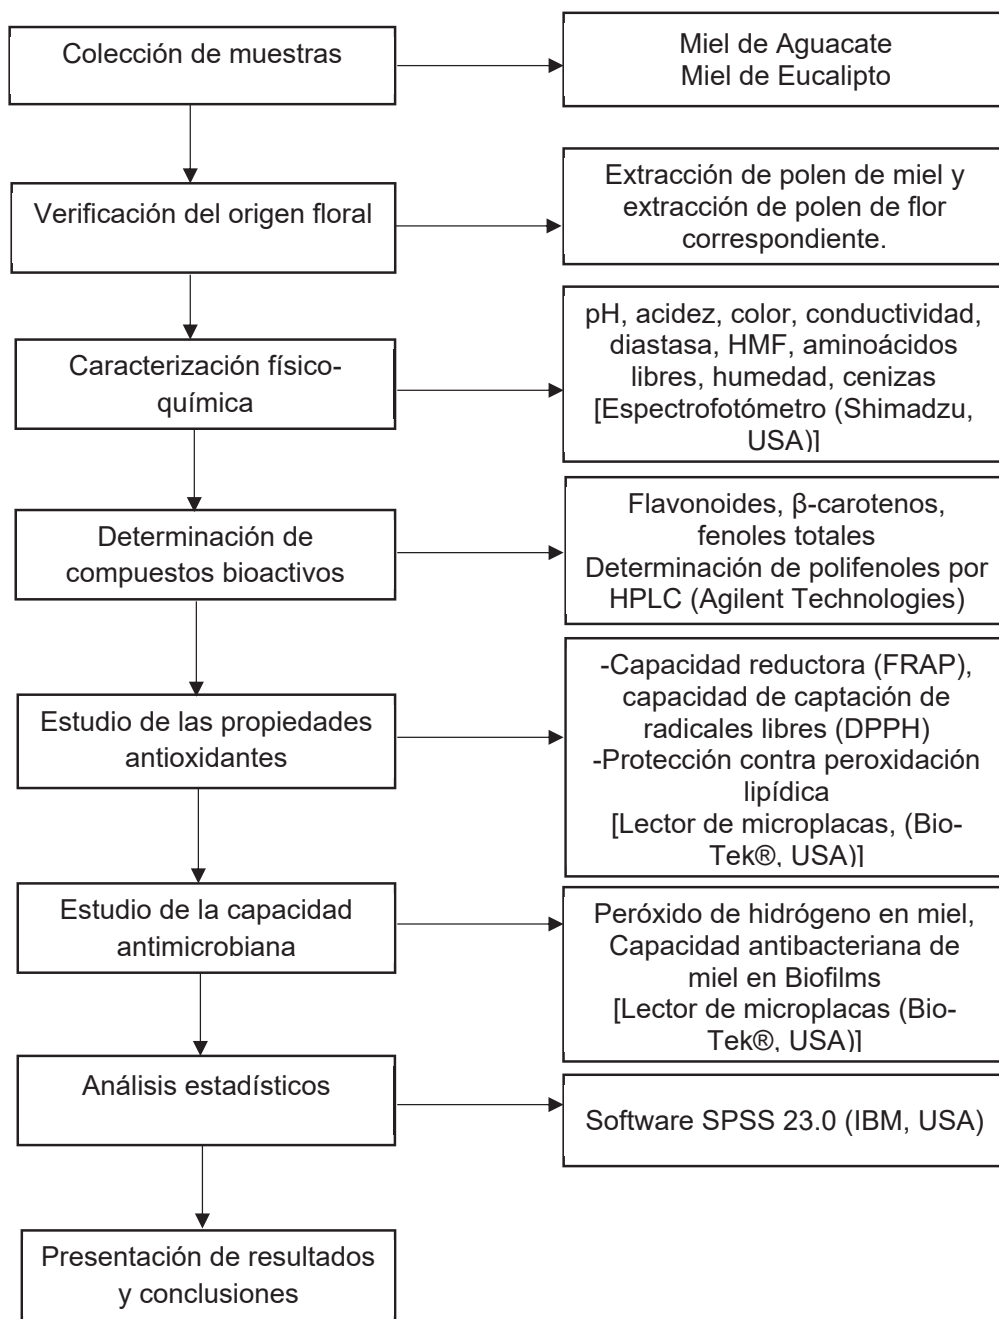 Colección de muestras
Miel de Aguacate
Miel de Eucalipto
Verificación del origen floral
Extracción de polen de miel y
extracción de polen de flor
correspondiente.
Caracterización físico-
química
pH, acidez, color, conductividad,
diastasa, HMF, aminoácidos
libres, humedad, cenizas
[Espectrofotómetro (Shimadzu,
USA)]
Determinación de
compuestos bioactivos
Flavonoides, β-carotenos,
fenoles totales
Determinación de polifenoles por
HPLC (Agilent Technologies)
Estudio de las propiedades
antioxidantes
-Capacidad reductora (FRAP),
capacidad de captación de
radicales libres (DPPH)
-Protección contra peroxidación
lipídica
[Lector de microplacas, (Bio-
Tek®, USA)]
Estudio de la capacidad
antimicrobiana
Peróxido de hidrógeno en miel,
Capacidad antibacteriana de
miel en Biofilms
[Lector de microplacas (Bio-
Tek®, USA)]
Análisis estadísticos
Software SPSS 23.0 (IBM, USA)
Presentación de resultados
y conclusiones